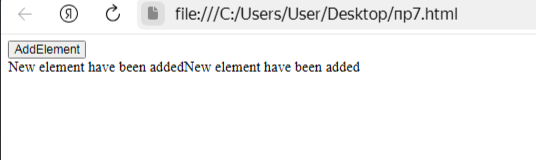 file:///C:/Users/User/Desktop/пр7.html
AddElement
New element have been addedNew element have been added